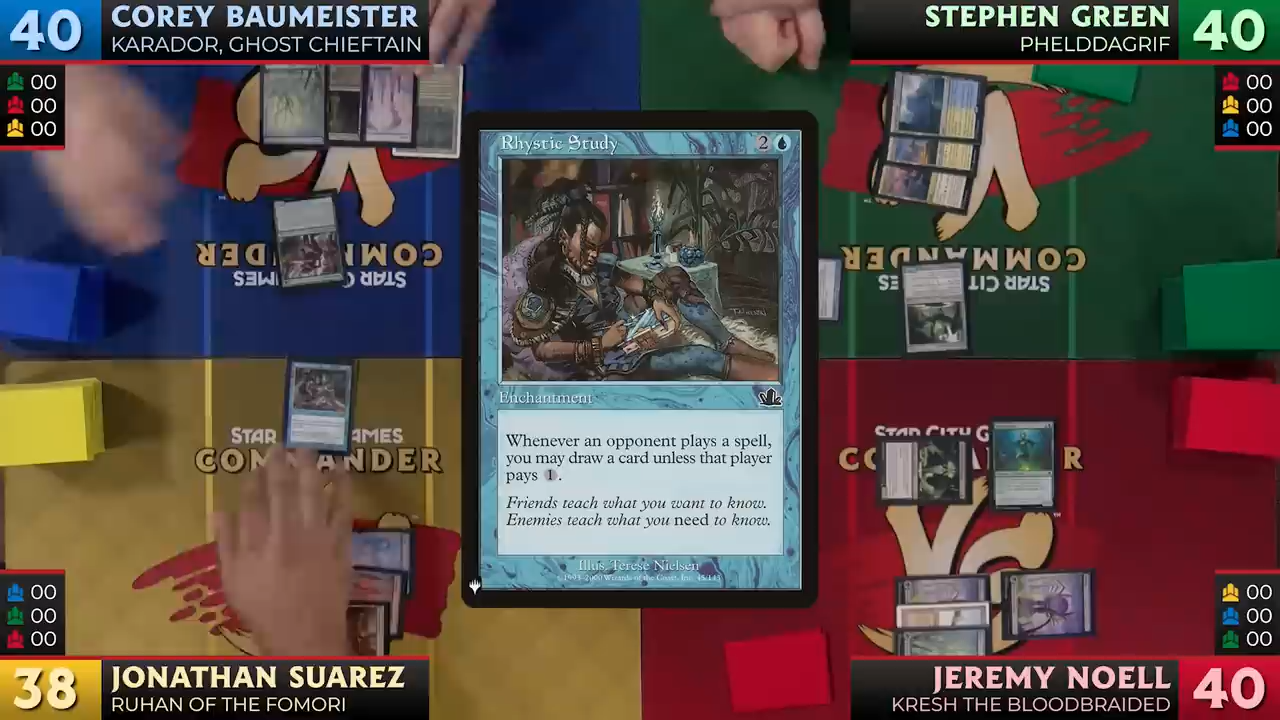 40
COREY BAUMEISTER
KARADOR, GHOST CHIEFTAIN
00
00
00
STEPHEN GREEN
PHELDDAGRIF
40
00
00
00
Rhystic Study
2
Enchantment
Whenever an opponent plays a spell,
you may draw a card unless that player
pays 1.
Friends teach what you want to know.
Enemies teach what you need to know.
Illus. Terese Nielsen
COMMANDER
STAR CITY GAMES
COMMANDER
STAR CITY GAMES
STAR GAMES
COMMANDER
STAR CITY G
00
00
00
38
JONATHAN SUAREZ
RUHAN OF THE FOMORI
00
00
00
JEREMY NOELL
KRESH THE BLOODBRAIDED
40